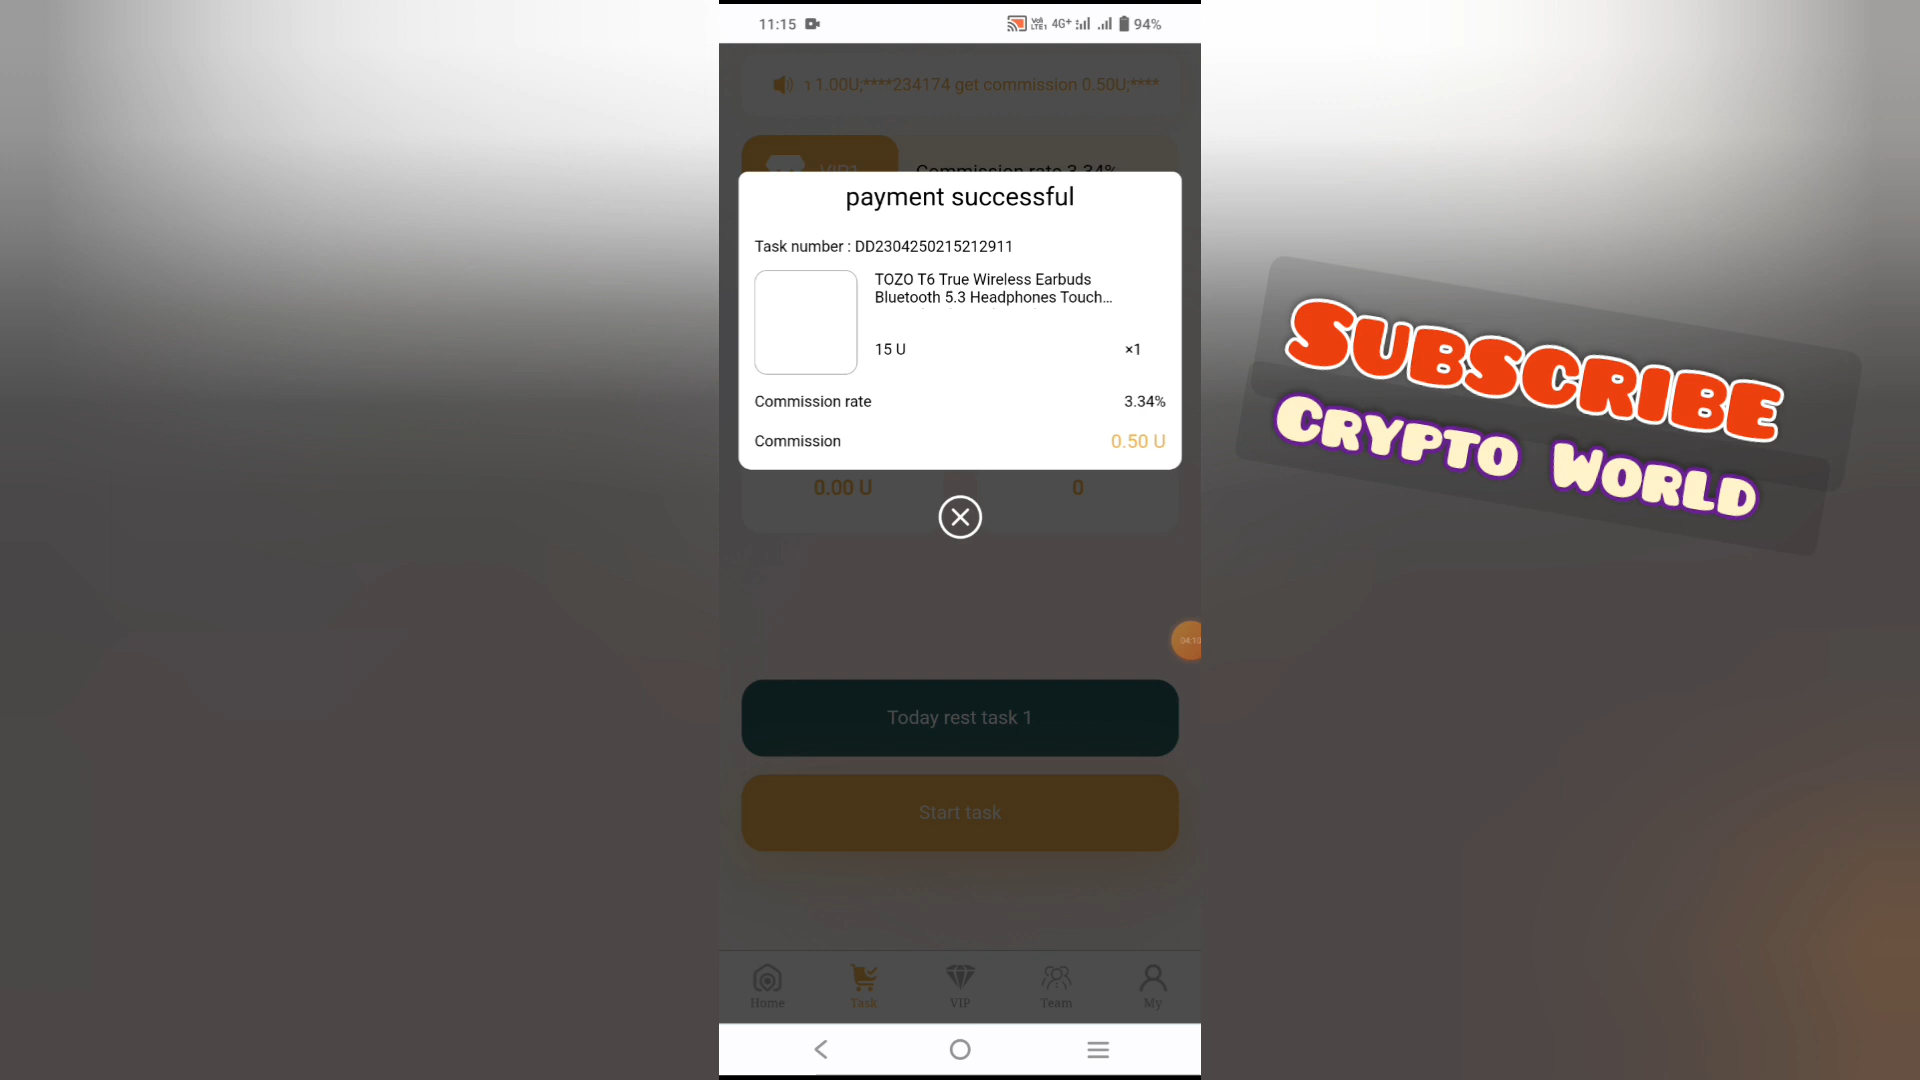 11:15 4G+ 94%
1.00U;****234174 get commission 0.50U;****
VIP1
Commission rate 3.34%
payment successful
Task number : DD2304250215212911
TOZO T6 True Wireless Earbuds
Bluetooth 5.3 Headphones Touch...
15 U ×1
Commission rate 3.34%
Commission 0.50 U
0.00 U 0
Today rest task 1
Start task
Home Task VIP Team My
SUBSCRIBE
CRYPTO WORLD